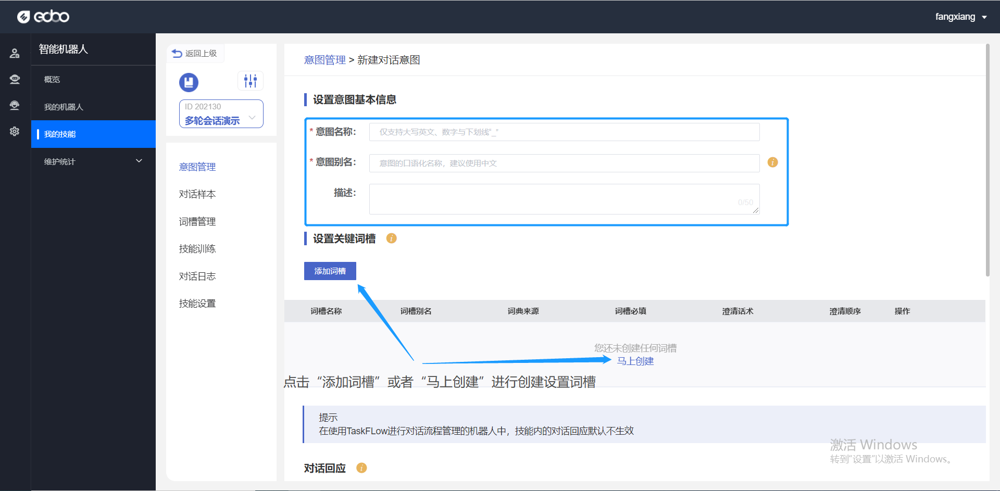 edoo
fangxiang
智能机器人
概览
我的机器人
我的技能
维护统计
返回上级
ID 202130
多轮会话演示
意图管理
对话样本
词槽管理
技能训练
对话日志
技能设置
意图管理 > 新建对话意图
设置意图基本信息
* 意图名称： 仅支持大写英文、数字与下划线“_”
* 意图别名： 意图的口语化名称，建议使用中文
描述：
0/50
设置关键词槽
添加词槽
词槽名称 词槽别名 词典来源 词槽必填 澄清话术 澄清顺序 操作
您还未创建任何词槽
马上创建
点击“添加词槽”或者“马上创建”进行创建设置词槽
提示
在使用TaskFLow进行对话流程管理的机器人中，技能内的对话回应默认不生效
激活 Windows
转到“设置”以激活 Windows。
对话回应